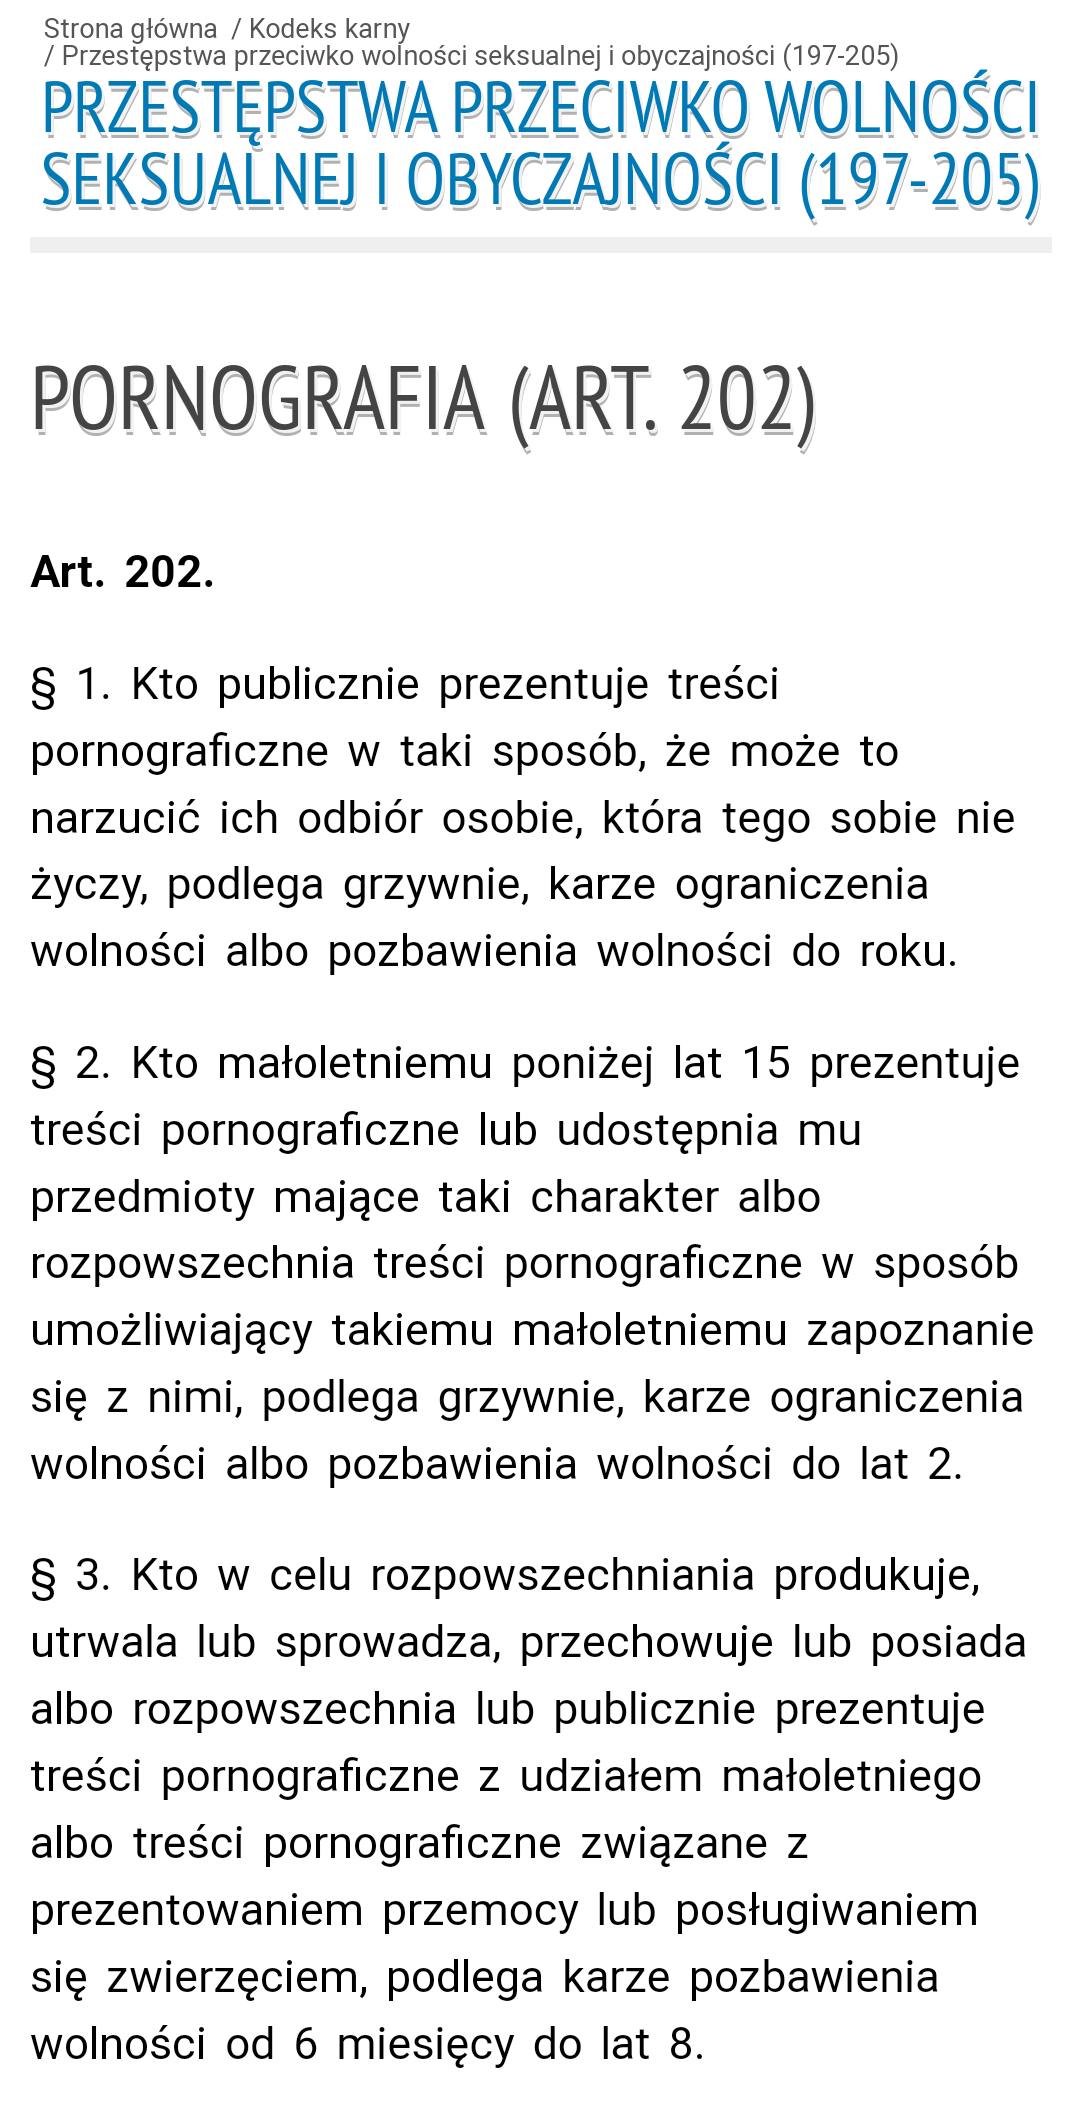 Strona główna / Kodeks karny
/ Przestępstwa przeciwko wolności seksualnej i obyczajności (197-205)
PRZESTĘPSTWA PRZECIWKO WOLNOŚCI
SEKSUALNEJ I OBYCZAJNOŚCI (197-205)
PORNOGRAFIA (ART. 202)
Art. 202.
§ 1. Kto publicznie prezentuje treści
pornograficzne w taki sposób, że może to
narzucić ich odbiór osobie, która tego sobie nie
życzy, podlega grzywnie, karze ograniczenia
wolności albo pozbawienia wolności do roku.
§ 2. Kto małoletniemu poniżej lat 15 prezentuje
treści pornograficzne lub udostępnia mu
przedmioty mające taki charakter albo
rozpowszechnia treści pornograficzne w sposób
umożliwiający takiemu małoletniemu zapoznanie
się z nimi, podlega grzywnie, karze ograniczenia
wolności albo pozbawienia wolności do lat 2.
§ 3. Kto w celu rozpowszechniania produkuje,
utrwala lub sprowadza, przechowuje lub posiada
albo rozpowszechnia lub publicznie prezentuje
treści pornograficzne z udziałem małoletniego
albo treści pornograficzne związane z
prezentowaniem przemocy lub posługiwaniem
się zwierzęciem, podlega karze pozbawienia
wolności od 6 miesięcy do lat 8.